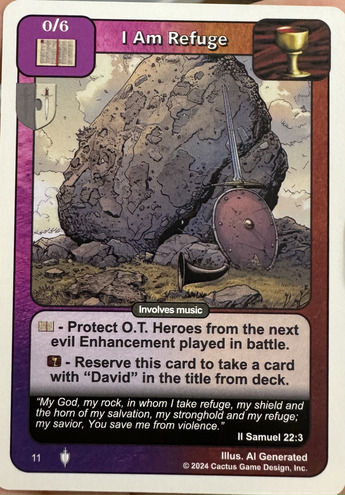 0/6
I Am Refuge
Involves music
- Protect O.T. Heroes from the next
evil Enhancement played in battle.
- Reserve this card to take a card
with “David” in the title from deck.
“My God, my rock, in whom I take refuge, my shield and
the horn of my salvation, my stronghold and my refuge;
my savior, You save me from violence.”
II Samuel 22:3
11
Illus. AI Generated
© 2024 Cactus Game Design, Inc.